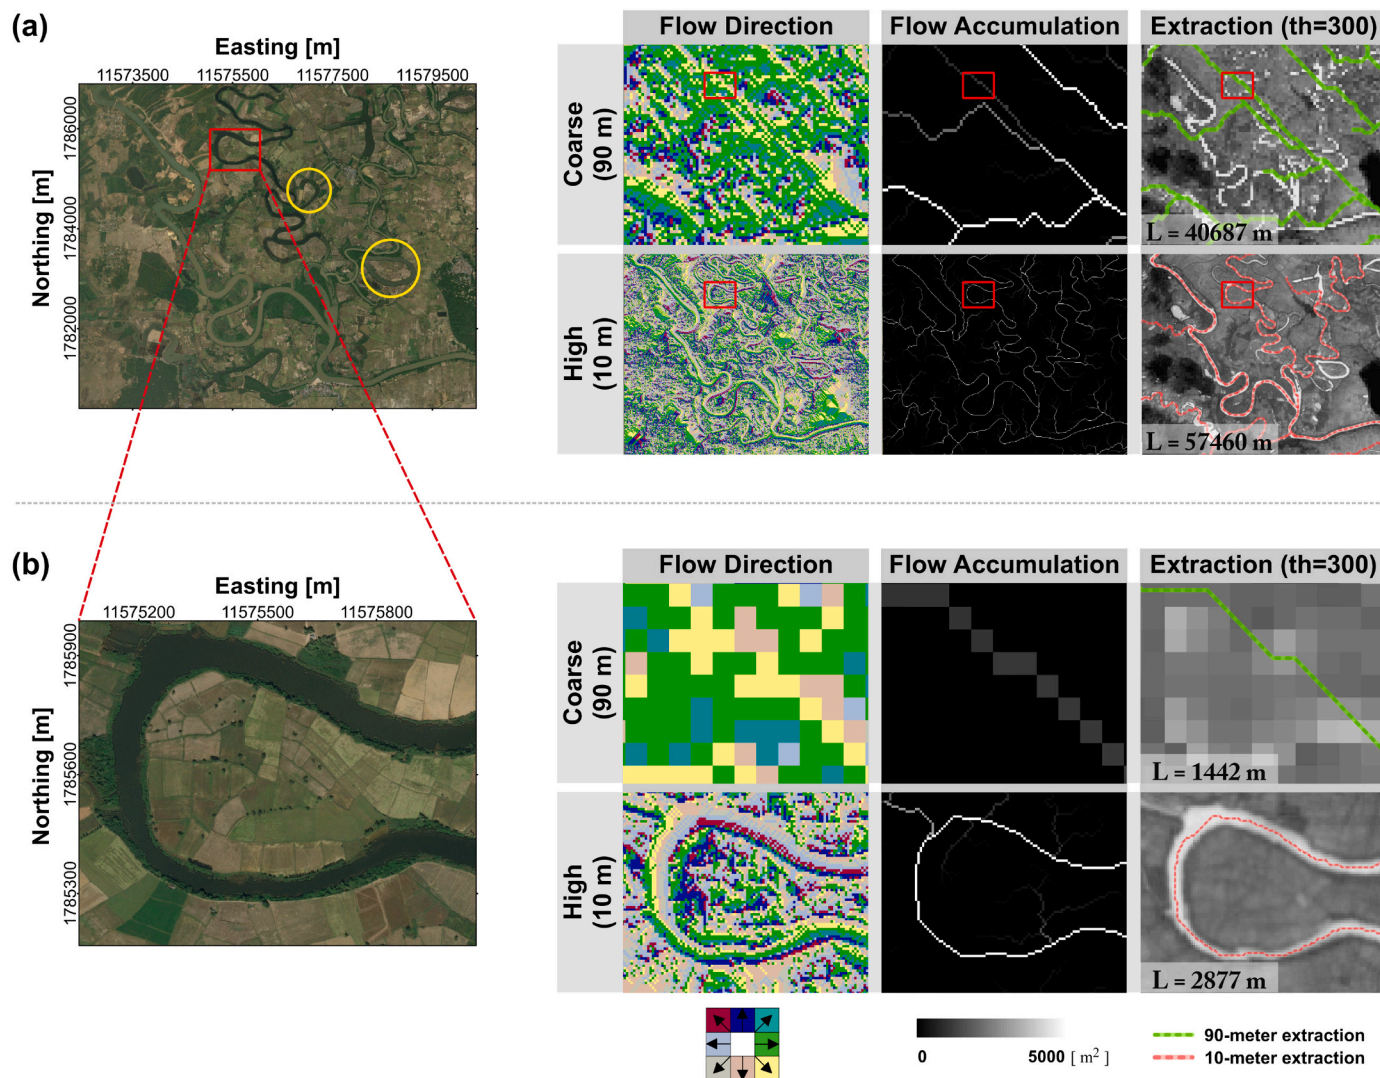 (a)
Easting [m]
11573500 11575500 11577500 11579500
Northing [m]
1786000
1784000
1782000
Flow Direction Flow Accumulation Extraction (th=300)
Coarse
(90 m)
L = 40687 m
High
(10 m)
L = 57460 m
(b)
Easting [m]
11575200 11575500 11575800
Northing [m]
1785900
1785600
1785300
Flow Direction Flow Accumulation Extraction (th=300)
Coarse
(90 m)
L = 1442 m
High
(10 m)
L = 2877 m
0 5000 [ m² ]
90-meter extraction
10-meter extraction